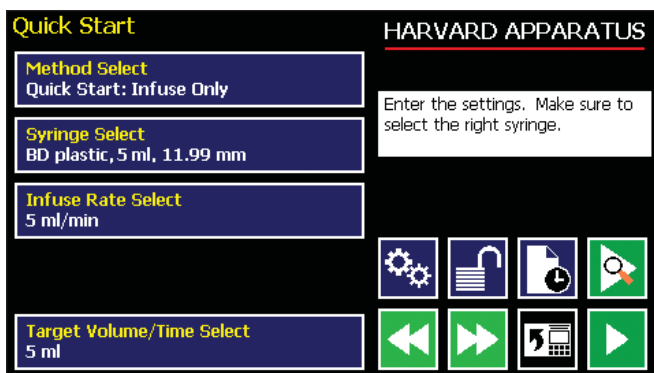 Quick Start
HARVARD APPARATUS
Method Select
Quick Start: Infuse Only
Enter the settings. Make sure to
select the right syringe.
Syringe Select
BD plastic, 5 ml, 11.99 mm
Infuse Rate Select
5 ml/min
Target Volume/Time Select
5 ml